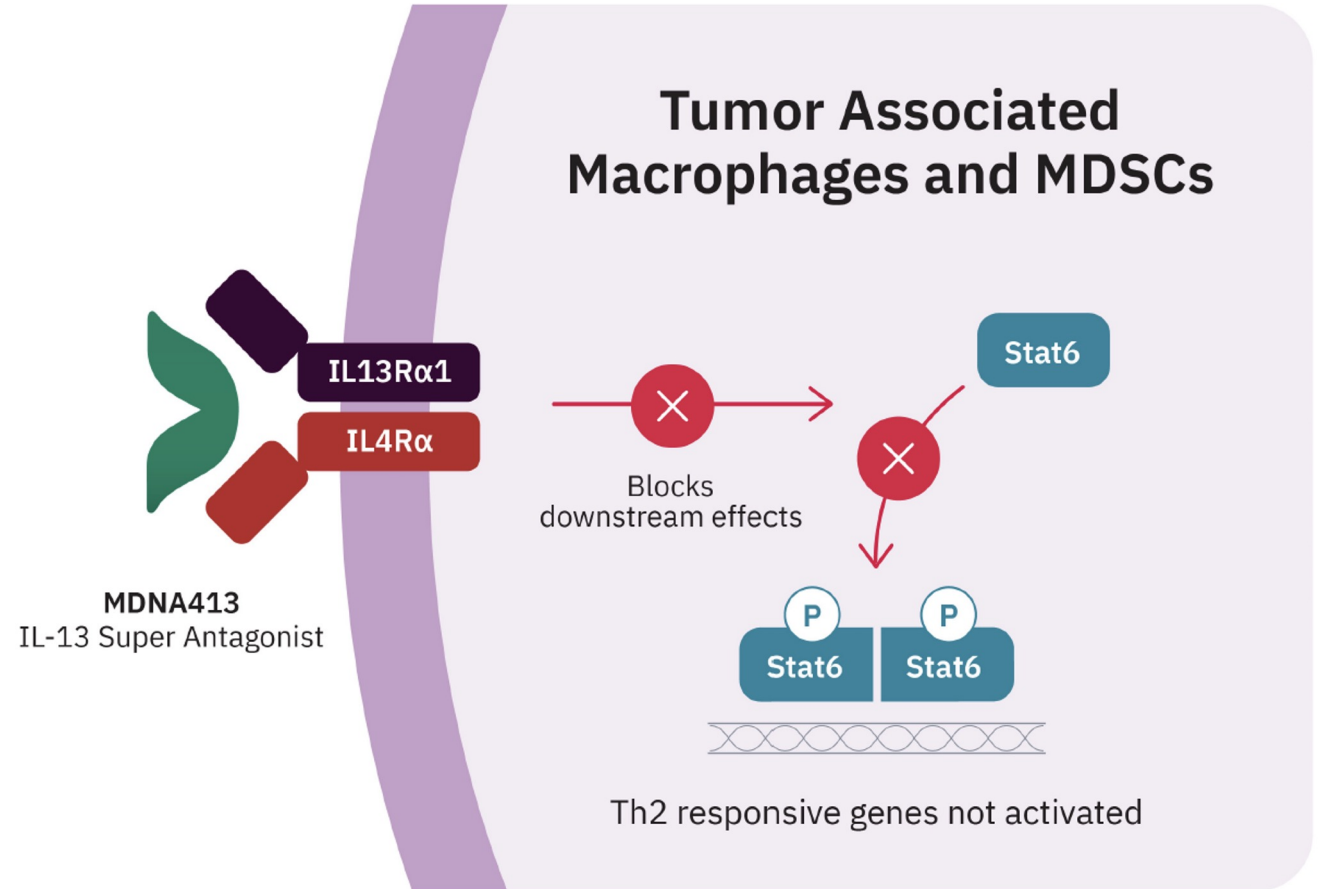 Tumor Associated
Macrophages and MDSCs
IL13Rα1
IL4Rα
Stat6
Blocks
downstream effects
MDNA413
IL-13 Super Antagonist
P
P
Stat6
Stat6
Th2 responsive genes not activated